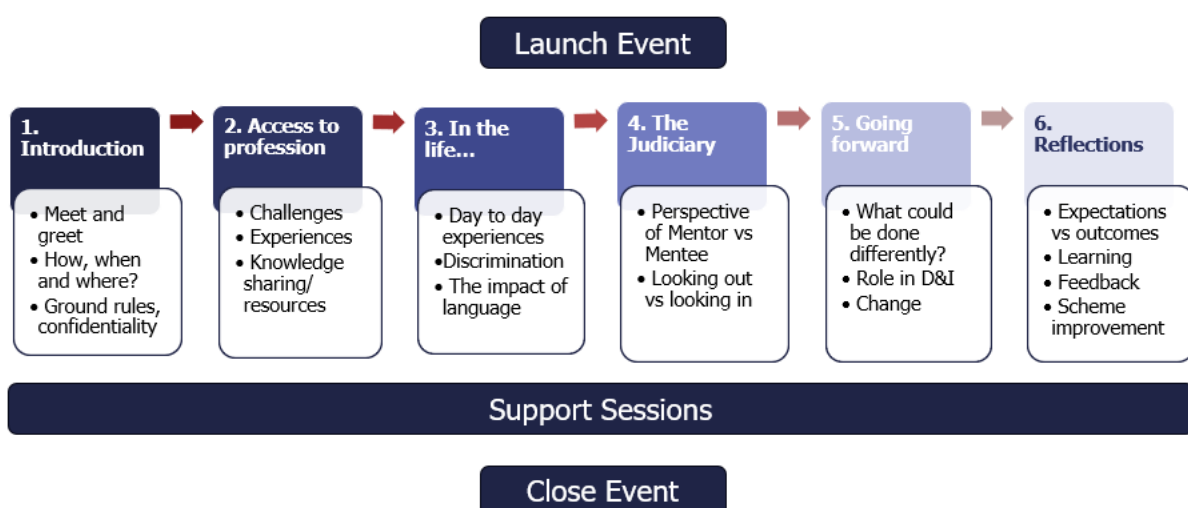 Launch Event
1.
Introduction
• Meet and
greet
• How, when
and where?
• Ground rules,
confidentiality
2. Access to
profession
• Challenges
• Experiences
• Knowledge
sharing/
resources
3. In the
life...
• Day to day
experiences
•Discrimination
• The impact of
language
4. The
Judiciary
• Perspective
of Mentor vs
Mentee
• Looking out
vs looking in
5. Going
forward
• What could
be done
differently?
• Role in D&I
• Change
6.
Reflections
• Expectations
vs outcomes
• Learning
• Feedback
• Scheme
improvement
Support Sessions
Close Event